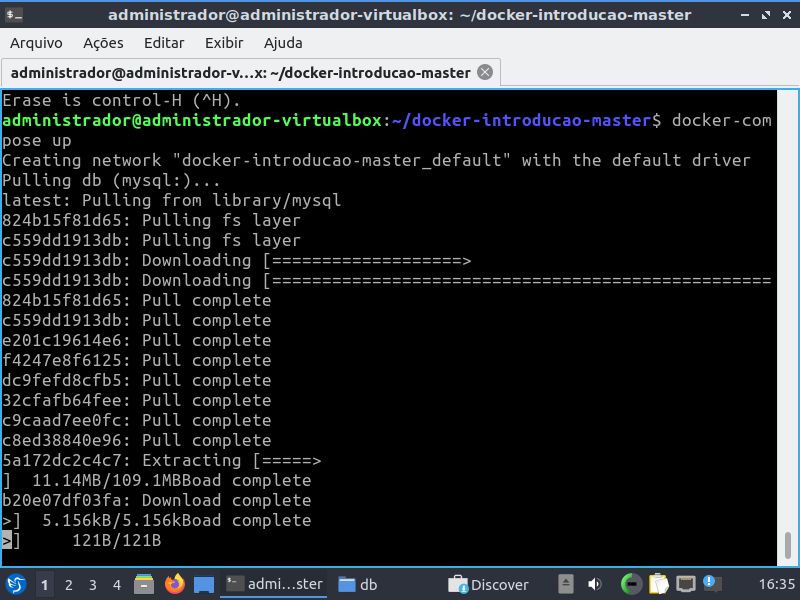 administrador@administrador-virtualbox: ~/docker-introducao-master
Arquivo Ações Editar Exibir Ajuda
administrador@administrador-v...x: ~/docker-introducao-master
Erase is control-H (^H).
administrador@administrador-virtualbox:~/docker-introducao-master$ docker-com
pose up
Creating network "docker-introducao-master_default" with the default driver
Pulling db (mysql:)...
latest: Pulling from library/mysql
824b15f81d65: Pulling fs layer
c559dd1913db: Pulling fs layer
c559dd1913db: Downloading [===================>
c559dd1913db: Downloading [==================================================
824b15f81d65: Pull complete
c559dd1913db: Pull complete
e201c19614e6: Pull complete
f4247e8f6125: Pull complete
dc9fefd8cfb5: Pull complete
32cfafb64fee: Pull complete
c9caad7ee0fc: Pull complete
c8ed38840e96: Pull complete
5a172dc2c4c7: Extracting [=====>
]  11.14MB/109.1MBBoad complete
b20e07df03fa: Download complete
>]  5.156kB/5.156kBoad complete
>]     121B/121B
1 2 3 4 admi...ster db Discover 16:35